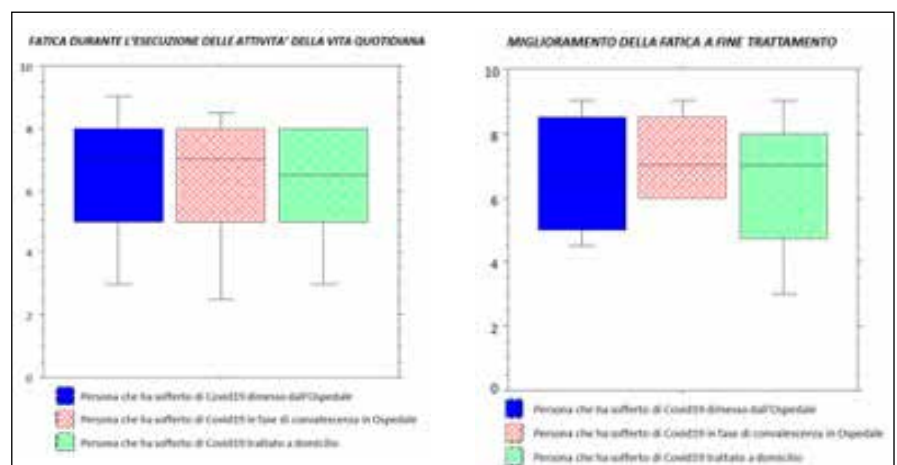 FATICA DURANTE L'ESECUZIONE DELLE ATTIVITA' DELLA VITA QUOTIDIANA
10
8
6
4
2
0
Persona che ha sofferto di Covid19 dimesso dall'Ospedale
Persona che ha sofferto di Covid19 in fase di convalescenza in Ospedale
Persona che ha sofferto di Covid19 trattato a domicilio
MIGLIORAMENTO DELLA FATICA A FINE TRATTAMENTO
10
8
6
4
2
0
Persona che ha sofferto di Covid19 dimesso dall'Ospedale
Persona che ha sofferto di Covid19 in fase di convalescenza in Ospedale
Persona che ha sofferto di Covid19 trattato a domicilio